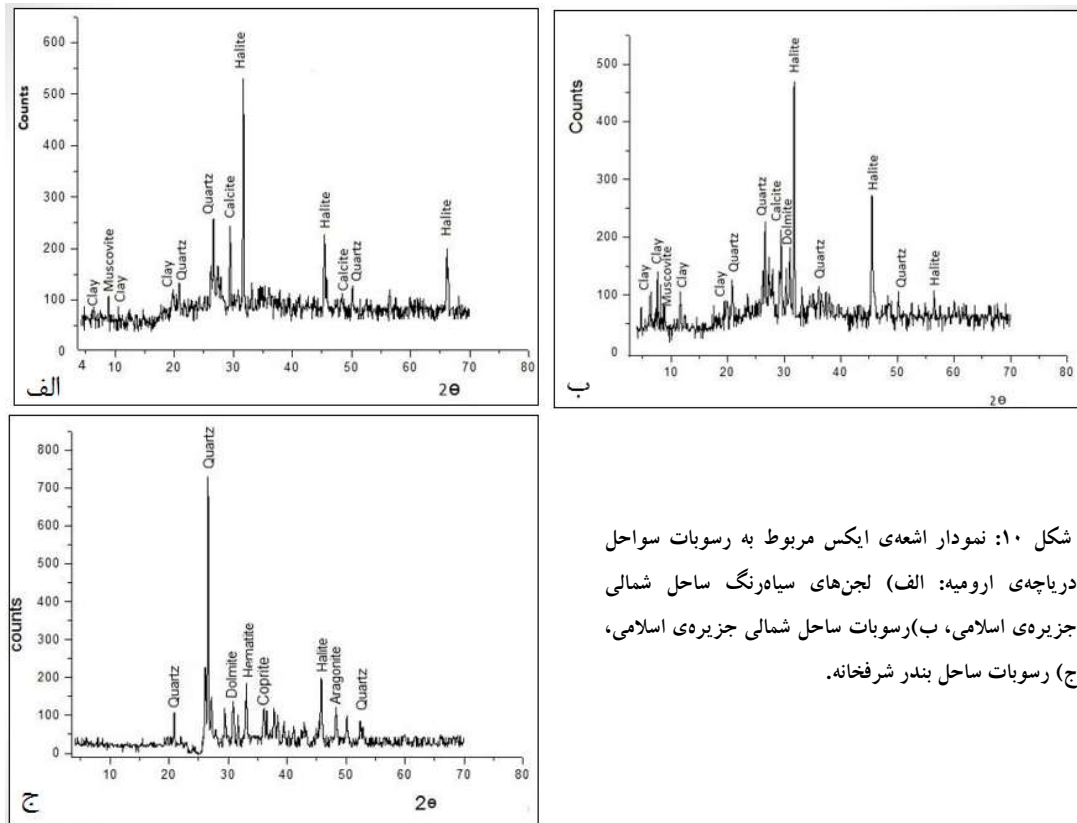 600
500
400
300
200
100
0
Counts
Clay
Muscovite
Clay
Clay
Quartz
Quartz
Calcite
Halite
Halite
Calcite
Quartz
Halite
4 10 20 30 40 50 60 70 80
2θ
الف
500
400
300
200
100
0
Counts
Clay
Clay
Muscovite
Clay
Clay
Quartz
Quartz
Calcite
Dolmite
Halite
Quartz
Halite
Quartz
Halite
10 20 30 40 50 60 70
2θ
ب
800
700
600
500
400
300
200
100
0
counts
Quartz
Quartz
Dolmite
Hematite
Coprite
Halite
Aragonite
Quartz
10 20 30 40 50 60 70 80
2θ
ج
شکل ۱۰: نمودار اشعه‌ی ایکس مربوط به رسوبات سواحل
دریاچه‌ی ارومیه: الف) لجن‌های سیاه‌رنگ ساحل شمالی
جزیره‌ی اسلامی، ب)رسوبات ساحل شمالی جزیره‌ی اسلامی،
ج) رسوبات ساحل بندر شرفخانه.